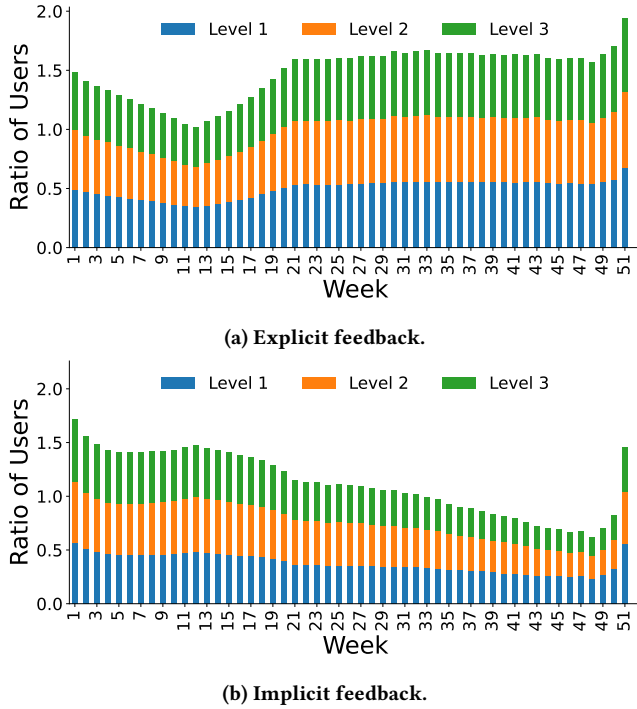 Level 1 Level 2 Level 3
Ratio of Users
2.0
1.5
1.0
0.5
0.0
1 3 5 7 9 11 13 15 17 19 21 23 25 27 29 31 33 35 37 39 41 43 45 47 49 51
Week
(a) Explicit feedback.
Level 1 Level 2 Level 3
Ratio of Users
2.0
1.5
1.0
0.5
0.0
1 3 5 7 9 11 13 15 17 19 21 23 25 27 29 31 33 35 37 39 41 43 45 47 49 51
Week
(b) Implicit feedback.